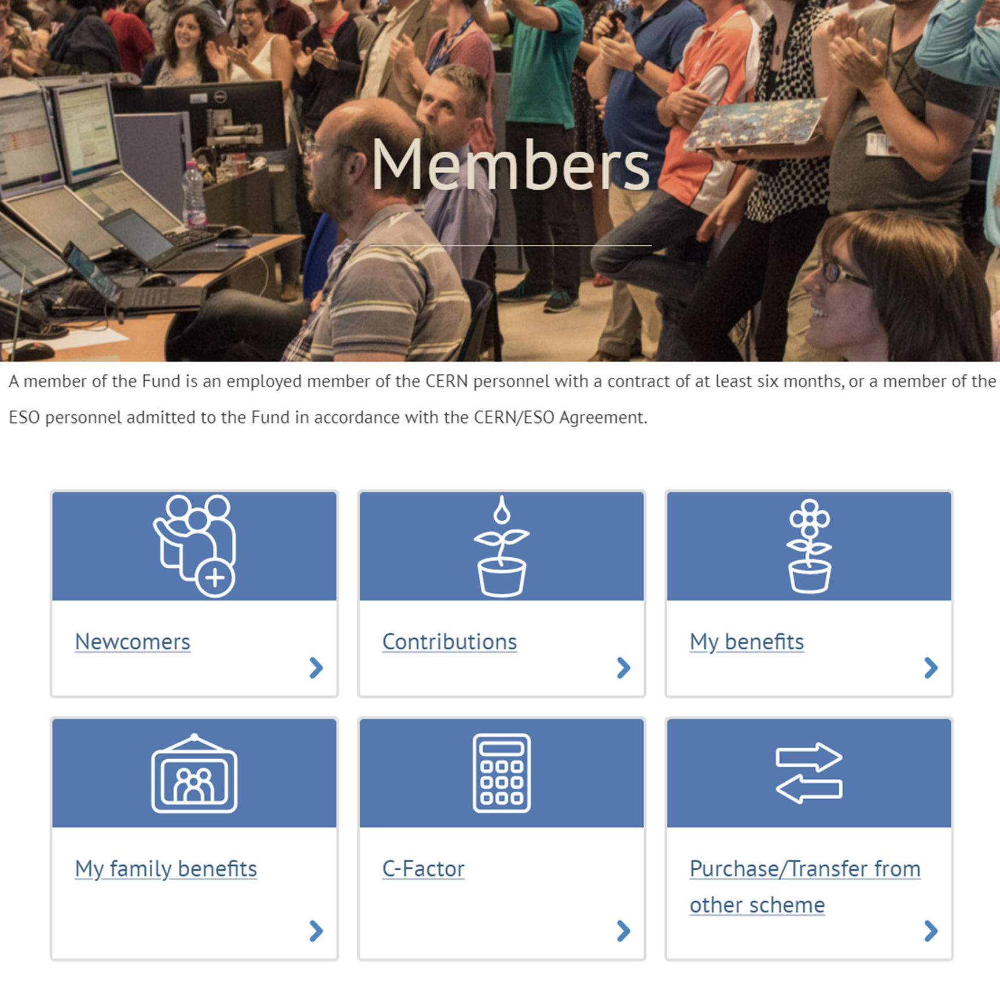 Members
A member of the Fund is an employed member of the CERN personnel with a contract of at least six months, or a member of the
ESO personnel admitted to the Fund in accordance with the CERN/ESO Agreement.
Newcomers
Contributions
My benefits
My family benefits
C-Factor
Purchase/Transfer from
other scheme